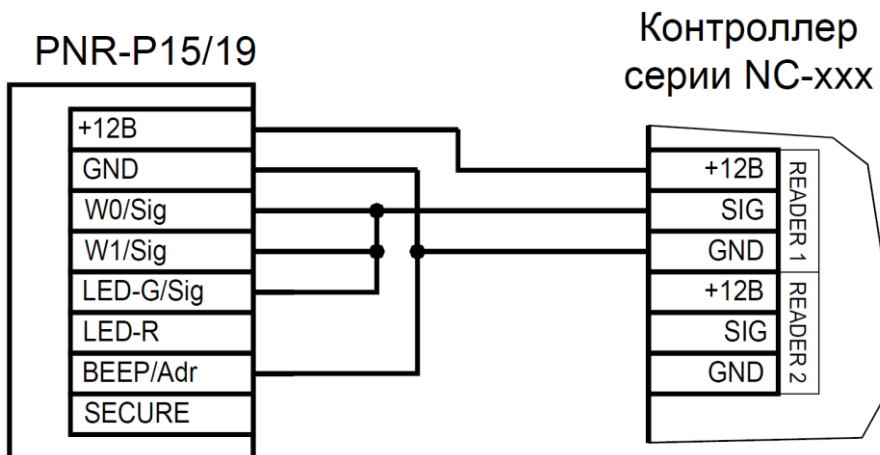 PNR-P15/19
+12В
GND
W0/Sig
W1/Sig
LED-G/Sig
LED-R
BEEP/Adr
SECURE
Контроллер
серии NC-xxx
+12В
SIG
GND
READER 1
+12В
SIG
GND
READER 2